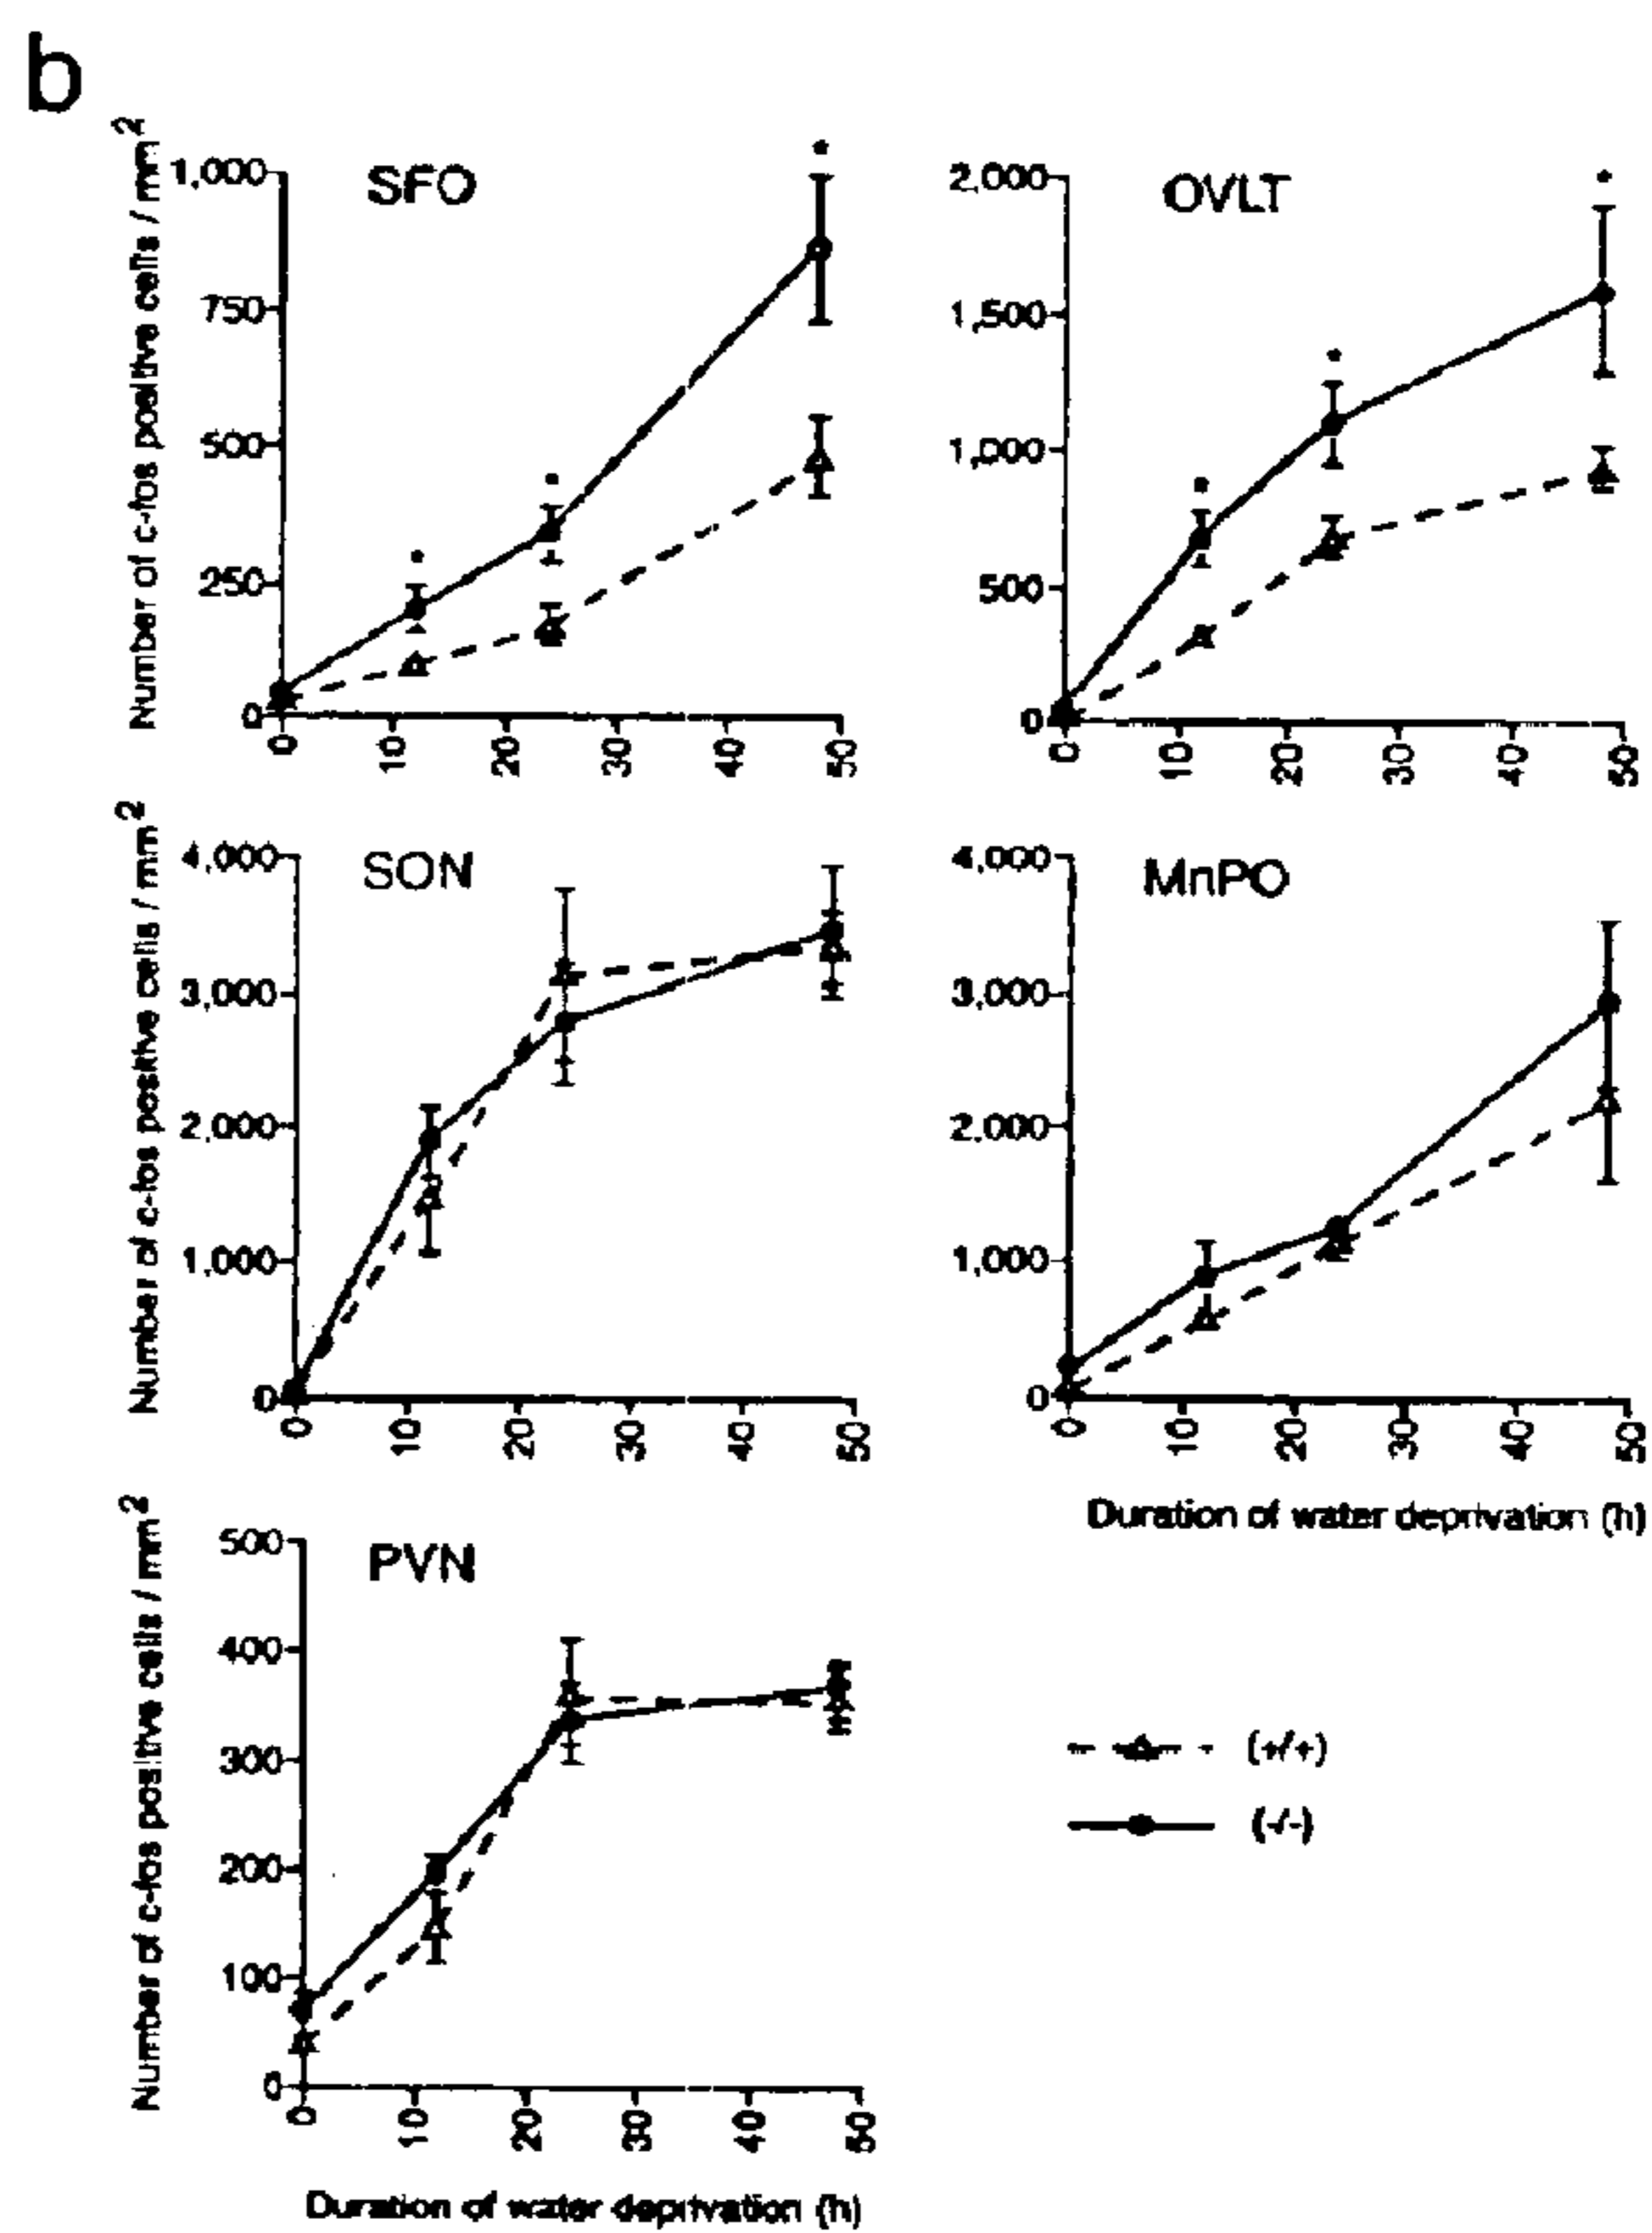 b
Number of c-fos positive cells / mm2
1,000
750
500
250
0
SFO
0 10 20 30 40 50
2,000
1,500
1,000
500
0
OVLT
0 10 20 30 40 50
Number of c-fos positive cells / mm2
4,000
3,000
2,000
1,000
0
SON
0 10 20 30 40 50
4,000
3,000
2,000
1,000
0
MnPO
0 10 20 30 40 50
Duration of water deprivation (h)
Number of c-fos positive cells / mm2
500
400
300
200
100
0
PVN
0 10 20 30 40 50
Duration of water deprivation (h)
(+/+)
(-/-)